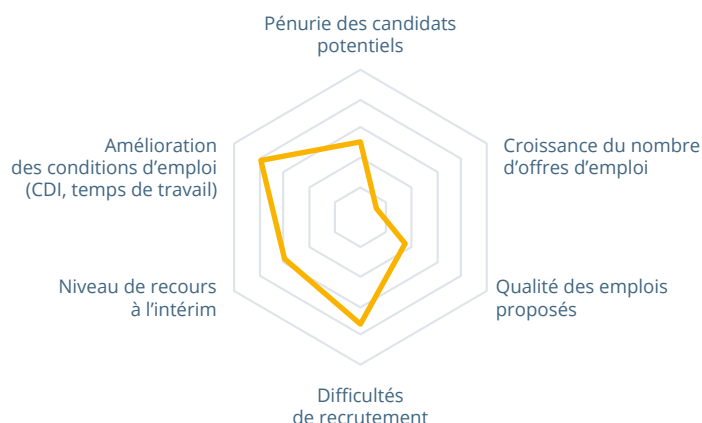 Pénurie des candidats
potentiels
Amélioration
des conditions d’emploi
(CDI, temps de travail)
Croissance du nombre
d’offres d’emploi
Niveau de recours
à l’intérim
Qualité des emplois
proposés
Difficultés
de recrutement